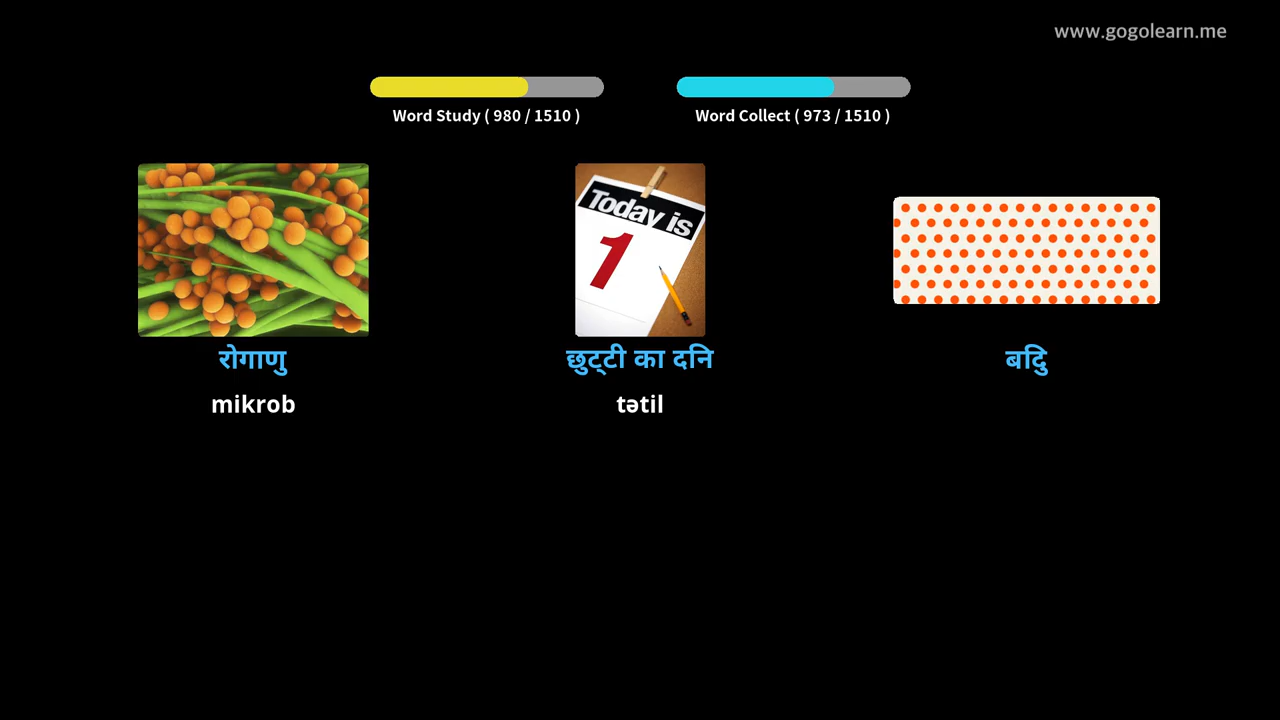 www.gogolearn.me
Word Study ( 980 / 1510 )
Word Collect ( 973 / 1510 )
Today is
1
रोगाणु
छुट्टी का दिन
बिंदु
mikrob
tətil